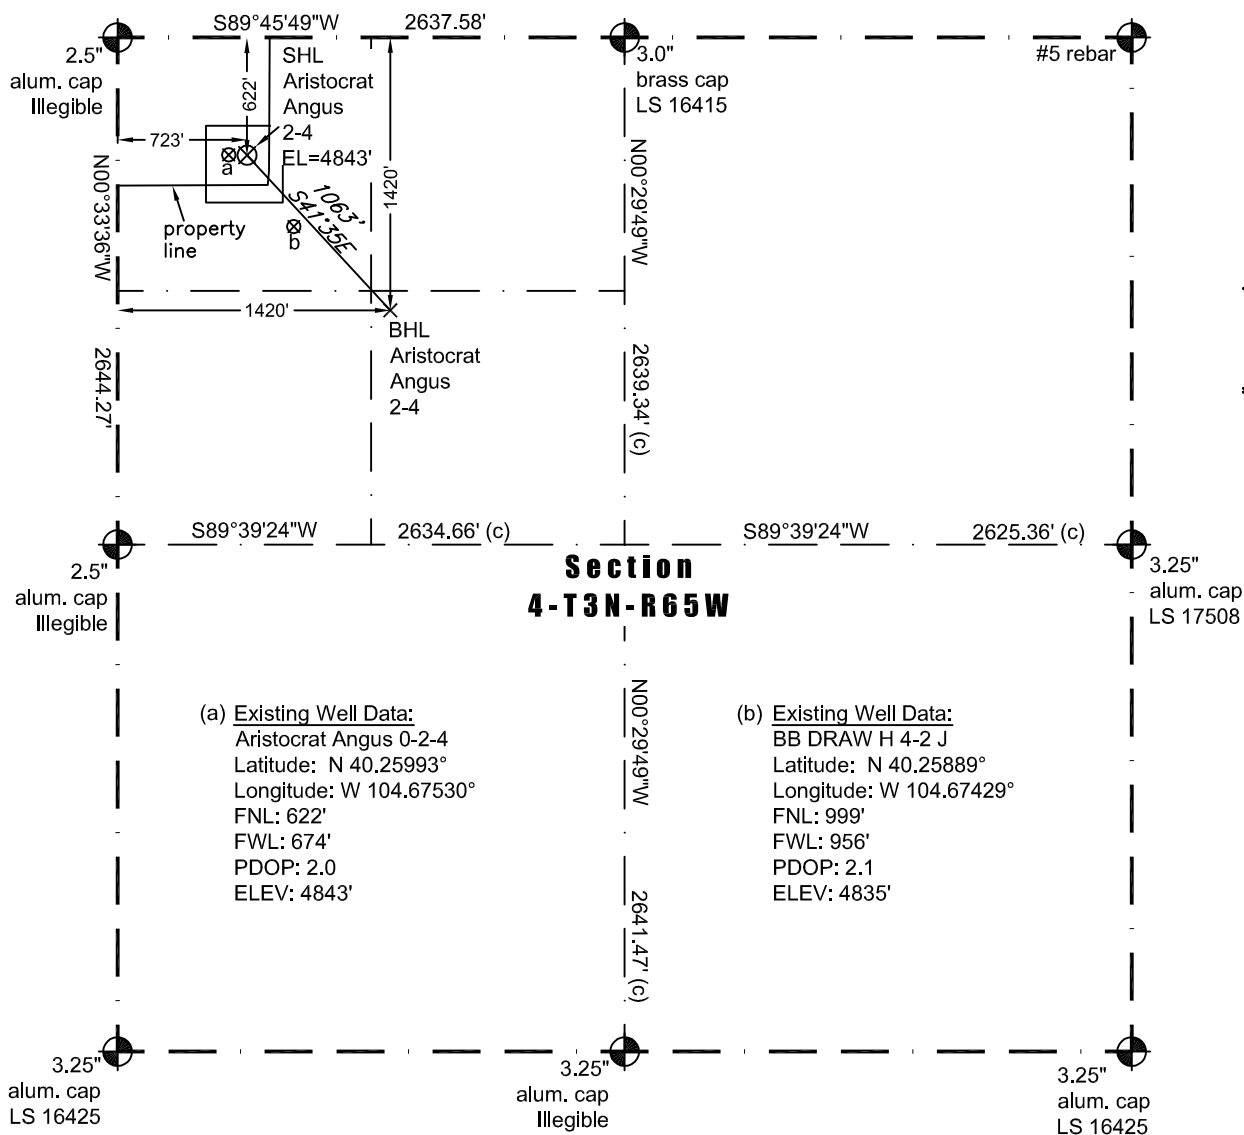 S89°45'49"W 2637.58'
2.5"
alum. cap
Illegible
3.0"
brass cap
LS 16415
#5 rebar
SHL
Aristocrat
Angus
2-4
EL=4843'
622'
723'
a
1420'
1063'
S41°35E
b
property
line
N00°33'36"W
2644.27'
N00°29'49"W
2639.34' (c)
1420'
BHL
Aristocrat
Angus
2-4
S89°39'24"W 2634.66' (c)
S89°39'24"W 2625.36' (c)
2.5"
alum. cap
Illegible
3.25"
alum. cap
LS 17508
Section
4-T3N-R65W
(a) Existing Well Data:
Aristocrat Angus 0-2-4
Latitude: N 40.25993°
Longitude: W 104.67530°
FNL: 622'
FWL: 674'
PDOP: 2.0
ELEV: 4843'
N00°29'49"W
2641.47' (c)
(b) Existing Well Data:
BB DRAW H 4-2 J
Latitude: N 40.25889°
Longitude: W 104.67429°
FNL: 999'
FWL: 956'
PDOP: 2.1
ELEV: 4835'
3.25"
alum. cap
LS 16425
3.25"
alum. cap
Illegible
3.25"
alum. cap
LS 16425